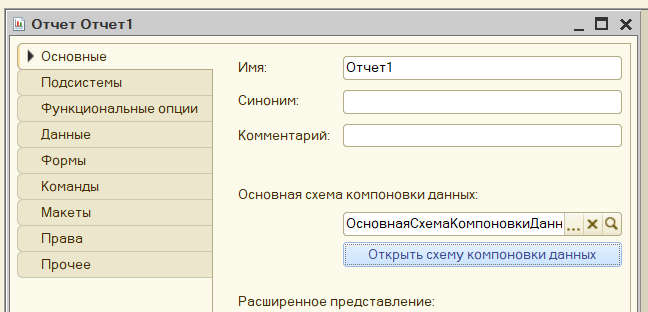 Отчет Отчет1
Основные
Подсистемы
Функциональные опции
Данные
Формы
Команды
Макеты
Права
Прочее
Имя: Отчет1
Синоним:
Комментарий:
Основная схема компоновки данных:
ОсновнаяСхемаКомпоновкиДанн ...
Открыть схему компоновки данных
Расширенное представление: